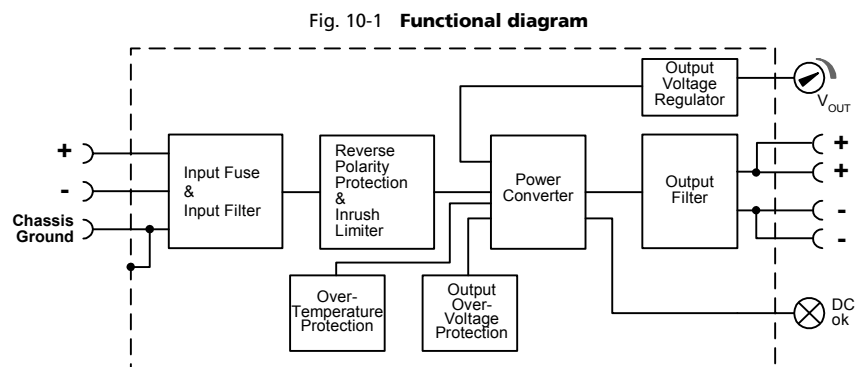 Fig. 10-1 Functional diagram
Output
Voltage
Regulator
V OUT
+
-
Chassis
Ground
Input Fuse
&
Input Filter
Reverse
Polarity
Protection
&
Inrush
Limiter
Power
Converter
Output
Filter
+
+
-
-
Over-
Temperature
Protection
Output
Over-
Voltage
Protection
DC
ok